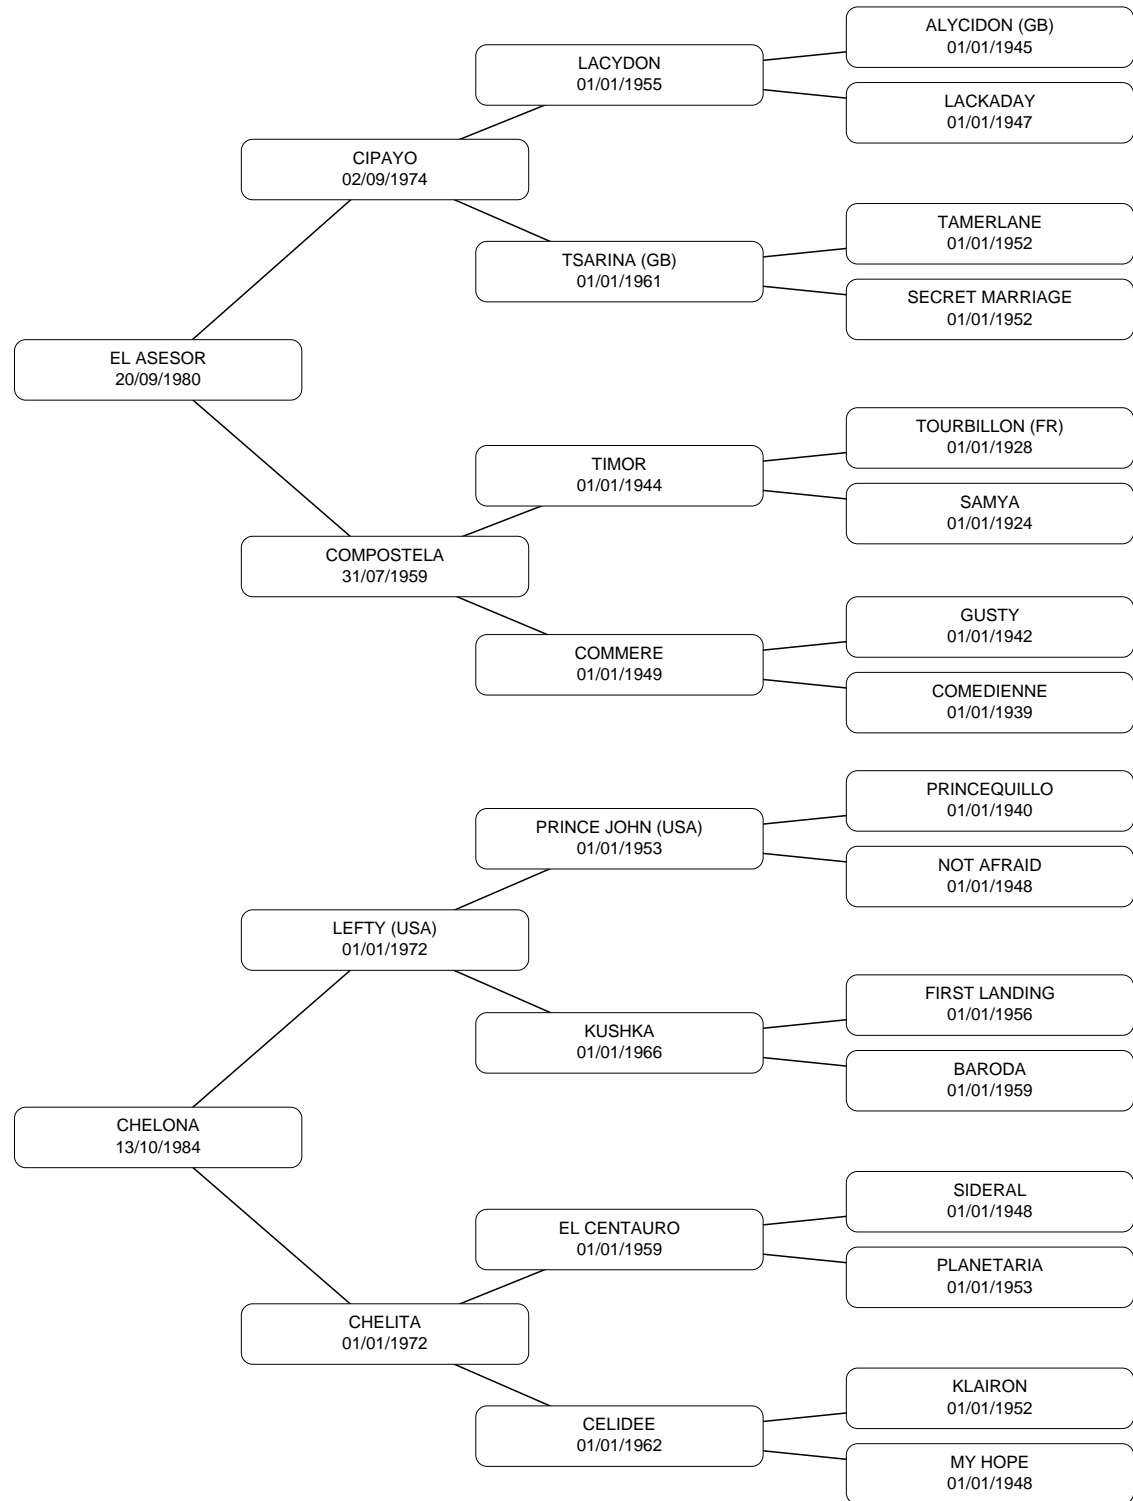 ALYCIDON (GB)
01/01/1945
LACYDON
01/01/1955
LACKADAY
01/01/1947
CIPAYO
02/09/1974
TAMERLANE
01/01/1952
TSARINA (GB)
01/01/1961
SECRET MARRIAGE
01/01/1952
EL ASESOR
20/09/1980
TOURBILLON (FR)
01/01/1928
TIMOR
01/01/1944
SAMYA
01/01/1924
COMPOSTELA
31/07/1959
GUSTY
01/01/1942
COMMERE
01/01/1949
COMEDIENNE
01/01/1939
PRINCEQUILLO
01/01/1940
PRINCE JOHN (USA)
01/01/1953
NOT AFRAID
01/01/1948
LEFTY (USA)
01/01/1972
FIRST LANDING
01/01/1956
KUSHKA
01/01/1966
BARODA
01/01/1959
CHELONA
13/10/1984
SIDERAL
01/01/1948
EL CENTAURO
01/01/1959
PLANETARIA
01/01/1953
CHELITA
01/01/1972
KLAIRON
01/01/1952
CELIDEE
01/01/1962
MY HOPE
01/01/1948